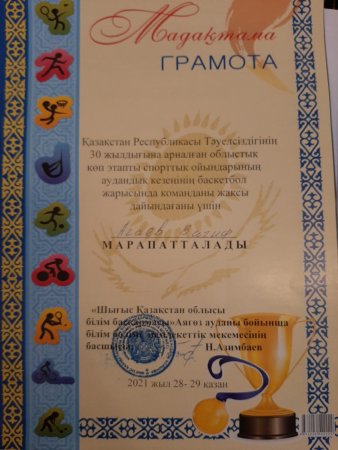 Мадақтама
ГРАМОТА
Қазақстан Республикасы Тәуелсіздігінің
30 жылдығына арналған облыстық
көп этапты спорттық ойындарының
аудандық кезеңінің баскетбол
жарысында команданы жақсы
дайындағаны үшін
МАРАПАТТАЛАДЫ
«Шығыс Қазақстан облысы
білім басқармасы»Аягөз ауданы бойынша
білім бөлімі мемлекеттік мекемесінің
басшысы Н.Азимбаев
2021 жыл 28- 29 қазан